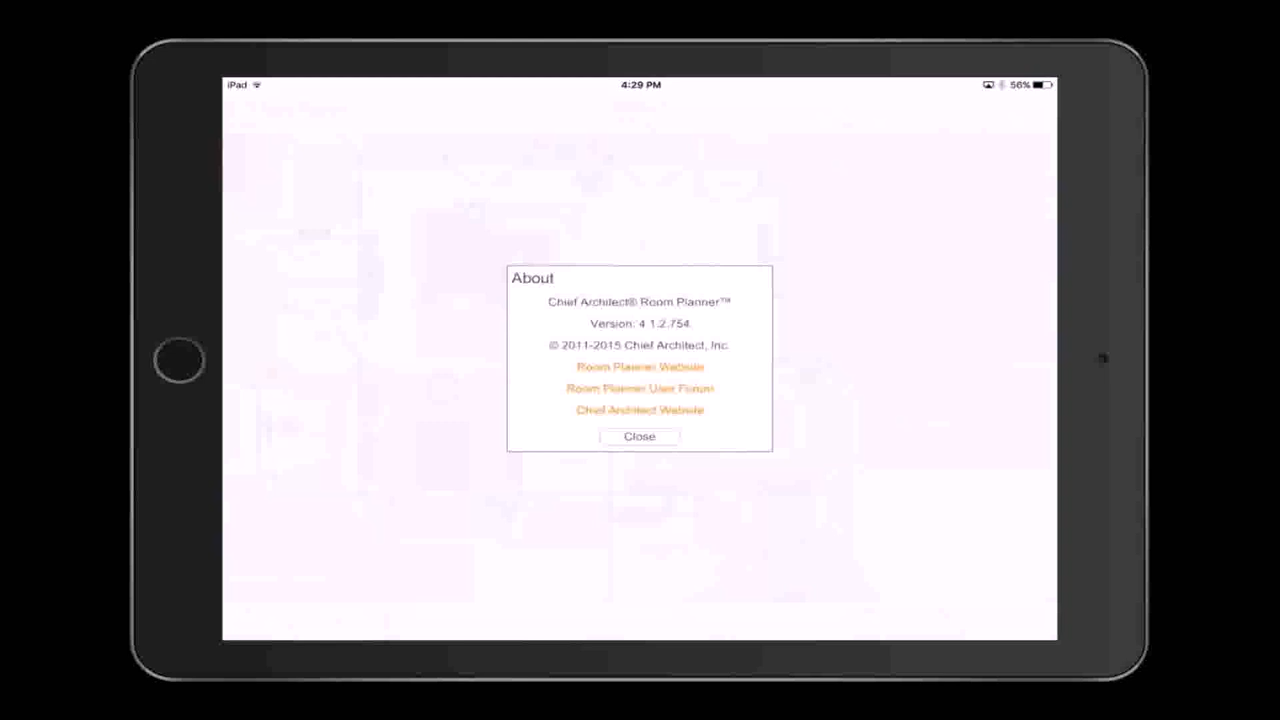 iPad 4:29 PM 56%
About
Chief Architect® Room Planner™
Version: 4.1.2.754
© 2011-2015 Chief Architect, Inc.
Room Planner Website
Room Planner User Forum
Chief Architect Website
Close